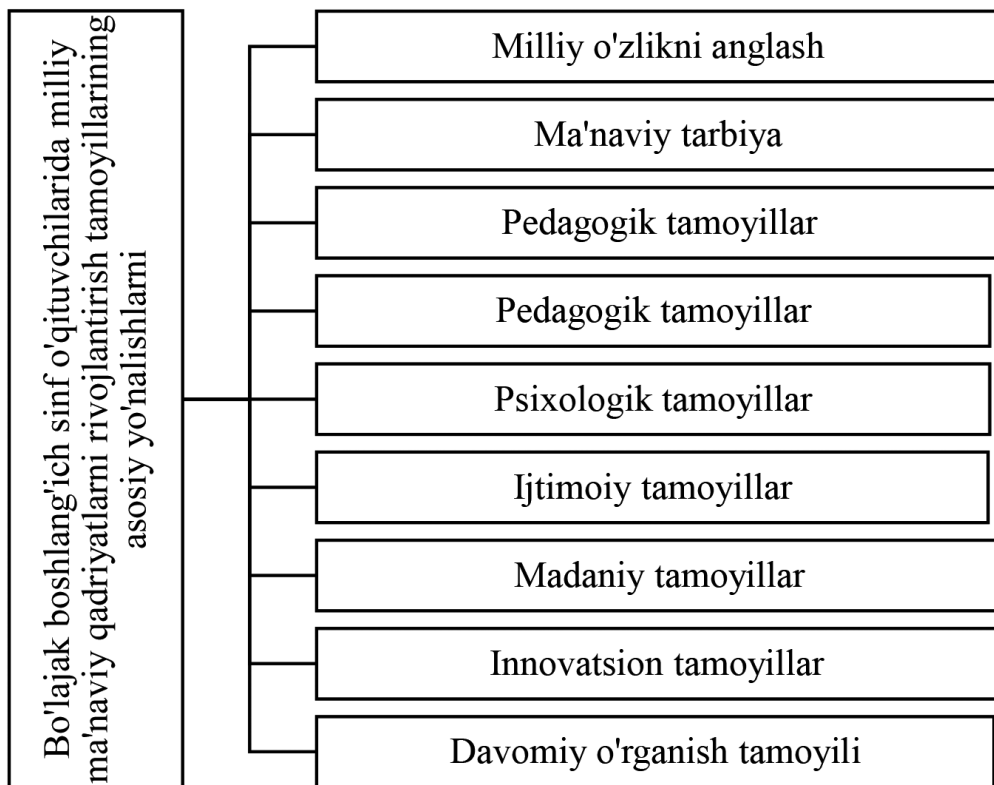 Bo'lajak boshlang'ich sinf o'qituvchilarida milliy
ma'naviy qadriyatlarni rivojlantirish tamoyillarining
asosiy yo'nalishlarni
Milliy o'zlikni anglash
Ma'naviy tarbiya
Pedagogik tamoyillar
Pedagogik tamoyillar
Psixologik tamoyillar
Ijtimoiy tamoyillar
Madaniy tamoyillar
Innovatsion tamoyillar
Davomiy o'rganish tamoyili